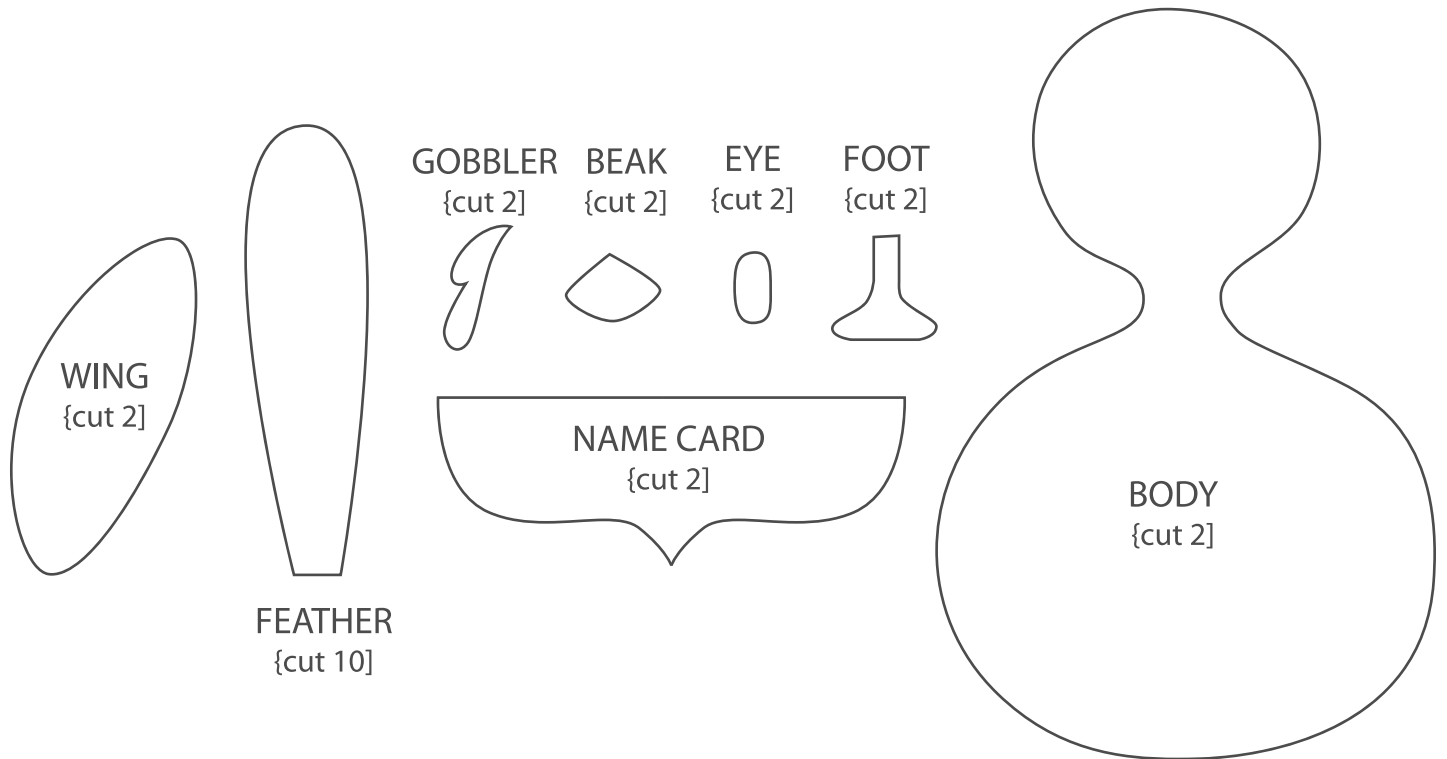 GOBBLER
{cut 2]
BEAK
{cut 2]
EYE
{cut 2]
FOOT
{cut 2]
WING
{cut 2]
NAME CARD
{cut 2]
BODY
{cut 2]
FEATHER
{cut 10]